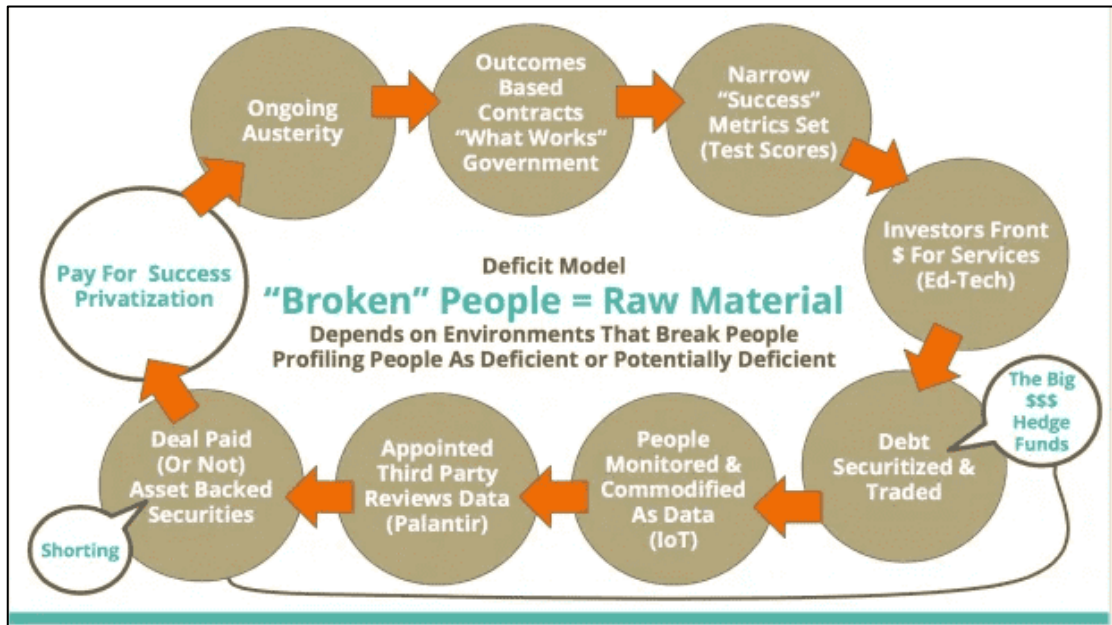 Ongoing
Austerity
Outcomes
Based
Contracts
“What Works”
Government
Narrow
“Success”
Metrics Set
(Test Scores)
Investors Front
$ For Services
(Ed-Tech)
The Big
$$$
Hedge
Funds
Debt
Securitized &
Traded
People
Monitored &
Commodified
As Data
(IoT)
Appointed
Third Party
Reviews Data
(Palantir)
Deal Paid
(Or Not)
Asset Backed
Securities
Shorting
Pay For Success
Privatization
Deficit Model
“Broken” People = Raw Material
Depends on Environments That Break People
Profiling People As Deficient or Potentially Deficient